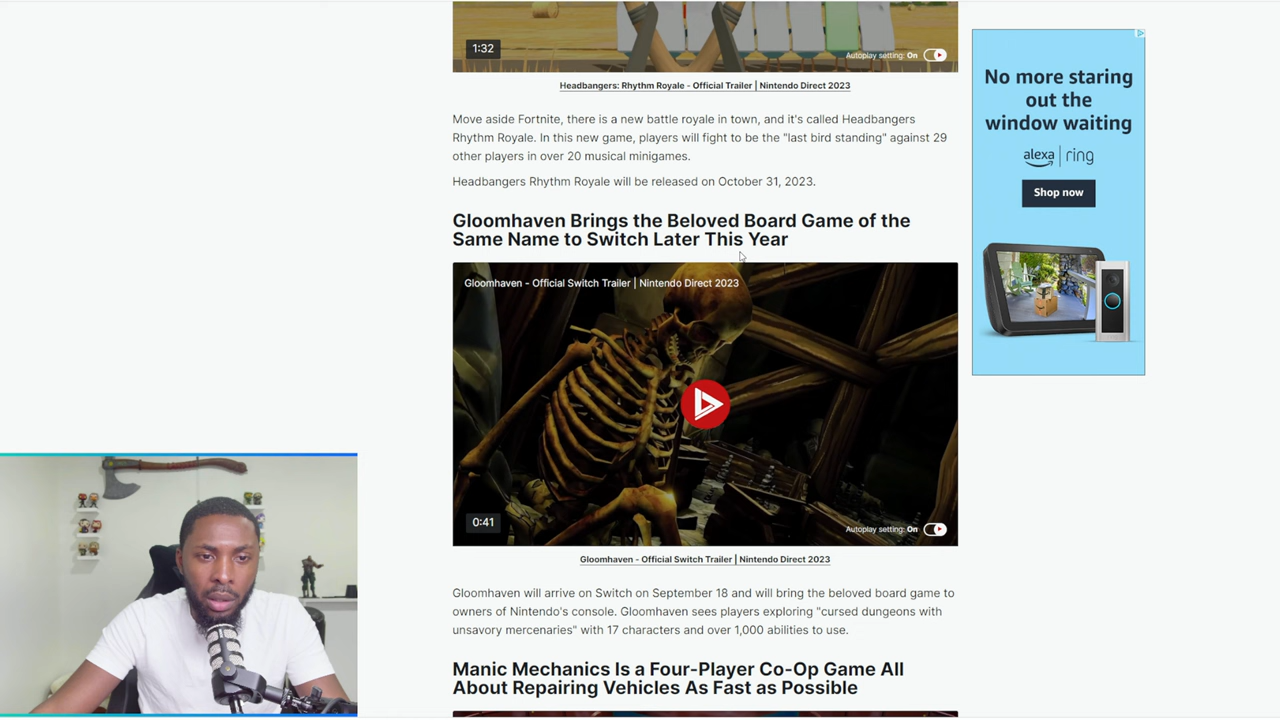 1:32
Autoplay setting: On
Headbangers: Rhythm Royale - Official Trailer | Nintendo Direct 2023
Move aside Fortnite, there is a new battle royale in town, and it's called Headbangers
Rhythm Royale. In this new game, players will fight to be the "last bird standing" against 29
other players in over 20 musical minigames.
Headbangers Rhythm Royale will be released on October 31, 2023.
Gloomhaven Brings the Beloved Board Game of the
Same Name to Switch Later This Year
Gloomhaven - Official Switch Trailer | Nintendo Direct 2023
0:41
Autoplay setting: On
Gloomhaven - Official Switch Trailer | Nintendo Direct 2023
Gloomhaven will arrive on Switch on September 18 and will bring the beloved board game to
owners of Nintendo's console. Gloomhaven sees players exploring "cursed dungeons with
unsavory mercenaries" with 17 characters and over 1,000 abilities to use.
Manic Mechanics Is a Four-Player Co-Op Game All
About Repairing Vehicles As Fast as Possible
No more staring
out the
window waiting
alexa | ring
Shop now